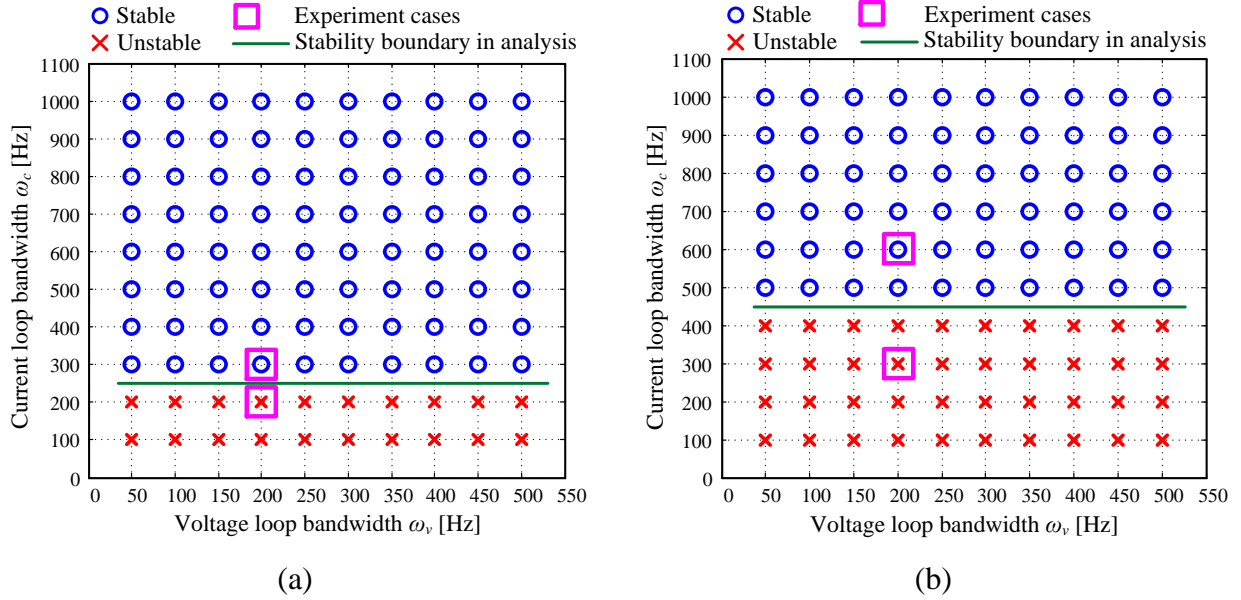 Stable
Experiment cases
Unstable
Stability boundary in analysis
1100
1000
900
800
700
600
500
400
300
200
100
0
Current loop bandwidth ω_c [Hz]
0 50 100 150 200 250 300 350 400 450 500 550
Voltage loop bandwidth ω_v [Hz]
(a)
Stable
Experiment cases
Unstable
Stability boundary in analysis
1100
1000
900
800
700
600
500
400
300
200
100
0
Current loop bandwidth ω_c [Hz]
0 50 100 150 200 250 300 350 400 450 500 550
Voltage loop bandwidth ω_v [Hz]
(b)